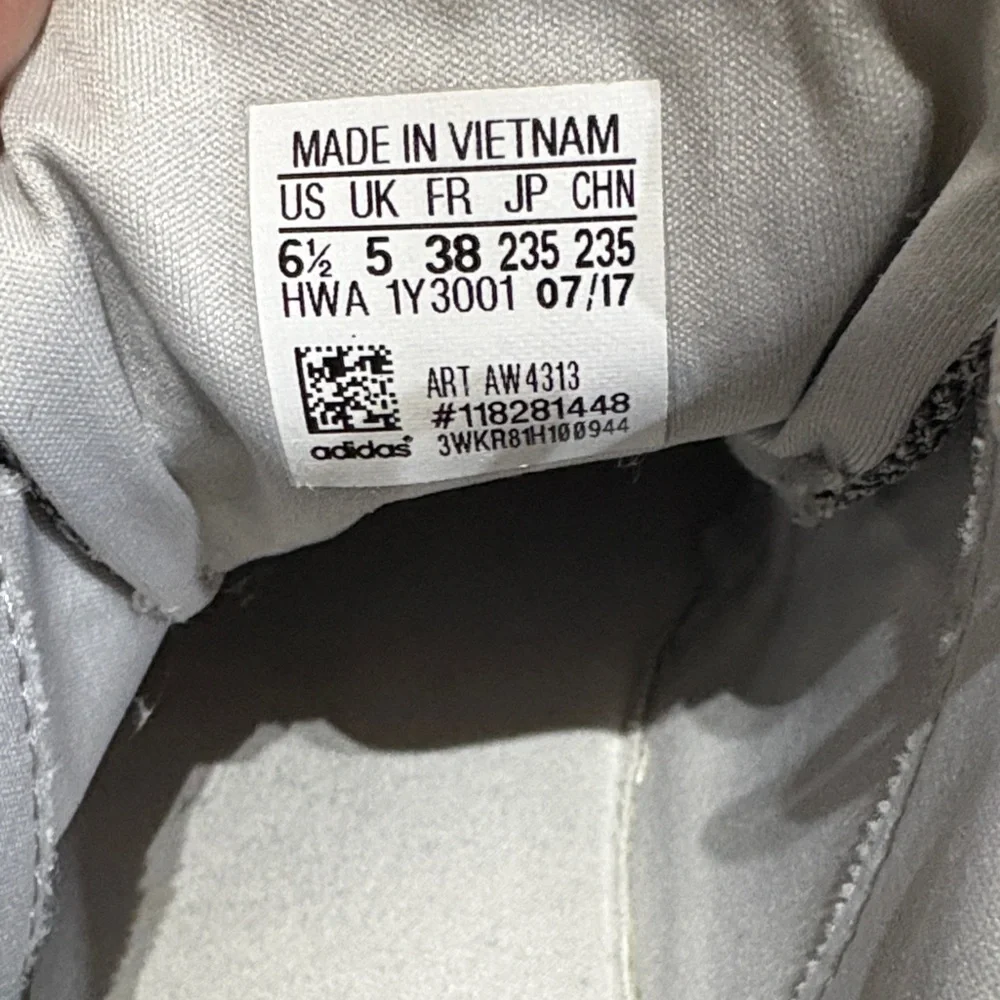 MADE IN VIETNAM
US UK FR JP CHN
6½ 5 38 235 235
HWA 1Y3001 07/17
ART AW4313
#118281448
adidas® 3WKR81H100944